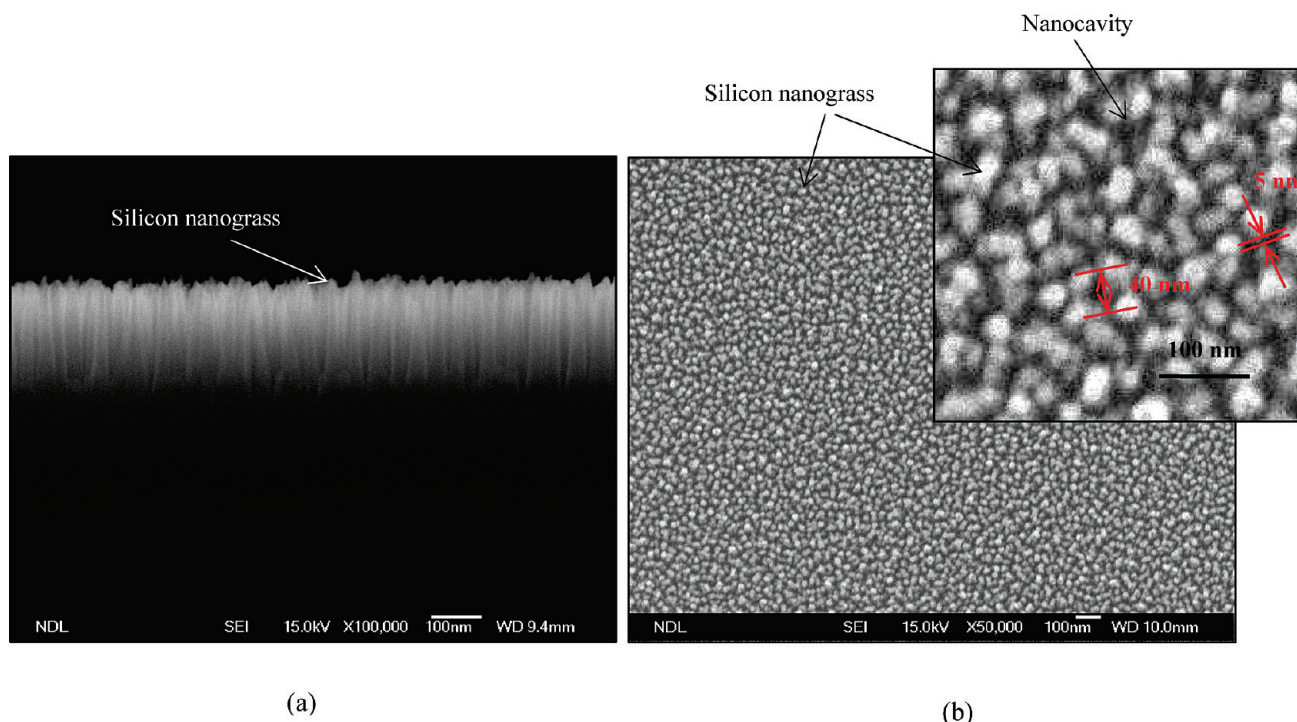 Nanocavity
Silicon nanograss
Silicon nanograss
5 nm
40 nm
100 nm
NDL SEI 15.0kV X100,000 100nm WD 9.4mm
NDL SEI 15.0kV X50,000 100nm WD 10.0mm
(a)
(b)